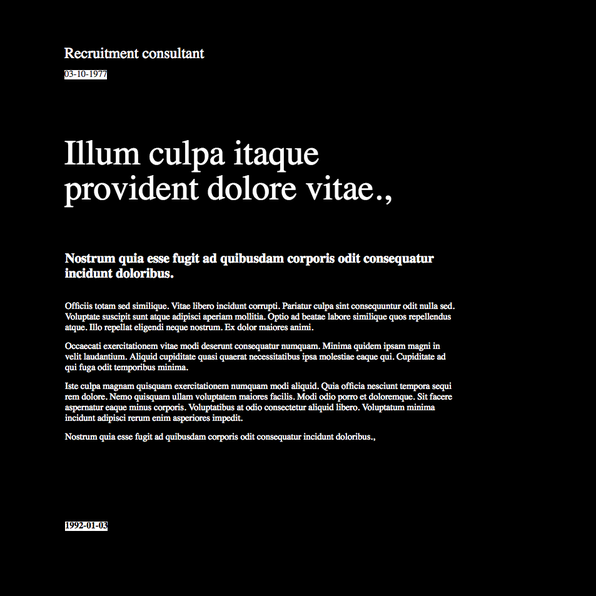 Recruitment consultant
03-10-1977
Illum culpa itaque
provident dolore vitae.,
Nostrum quia esse fugit ad quibusdam corporis odit consequatur
incidunt doloribus.
Officiis totam sed similique. Vitae libero incidunt corrupti. Pariatur culpa sint consequuntur odit nulla sed.
Voluptate suscipit sunt atque adipisci aperiam mollitia. Optio ad beatae labore similique quos repellendus
atque. Illo repellat eligendi neque nostrum. Ex dolor maiores animi.
Occaecati exercitationem vitae modi deserunt consequatur numquam. Minima quidem ipsam magni in
velit laudantium. Aliquid cupiditate quasi quaerat necessitatibus ipsa molestiae eaque qui. Cupiditate ad
qui fuga odit temporibus minima.
Iste culpa magnam quisquam exercitationem numquam modi aliquid. Quia officia nesciunt tempora sequi
rem dolore. Nemo quisquam ullam voluptatem maiores facilis. Modi odio porro et doloremque. Sit facere
aspernatur eaque minus corporis. Voluptatibus at odio consectetur aliquid libero. Voluptatum minima
incidunt adipisci rerum enim asperiores impedit.
Nostrum quia esse fugit ad quibusdam corporis odit consequatur incidunt doloribus.,
1992-01-03